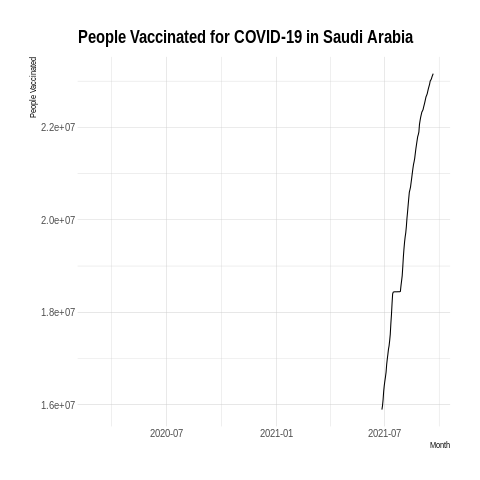 People Vaccinated for COVID-19 in Saudi Arabia
People Vaccinated
2.2e+07
2.0e+07
1.8e+07
1.6e+07
2020-07 2021-01 2021-07
Month